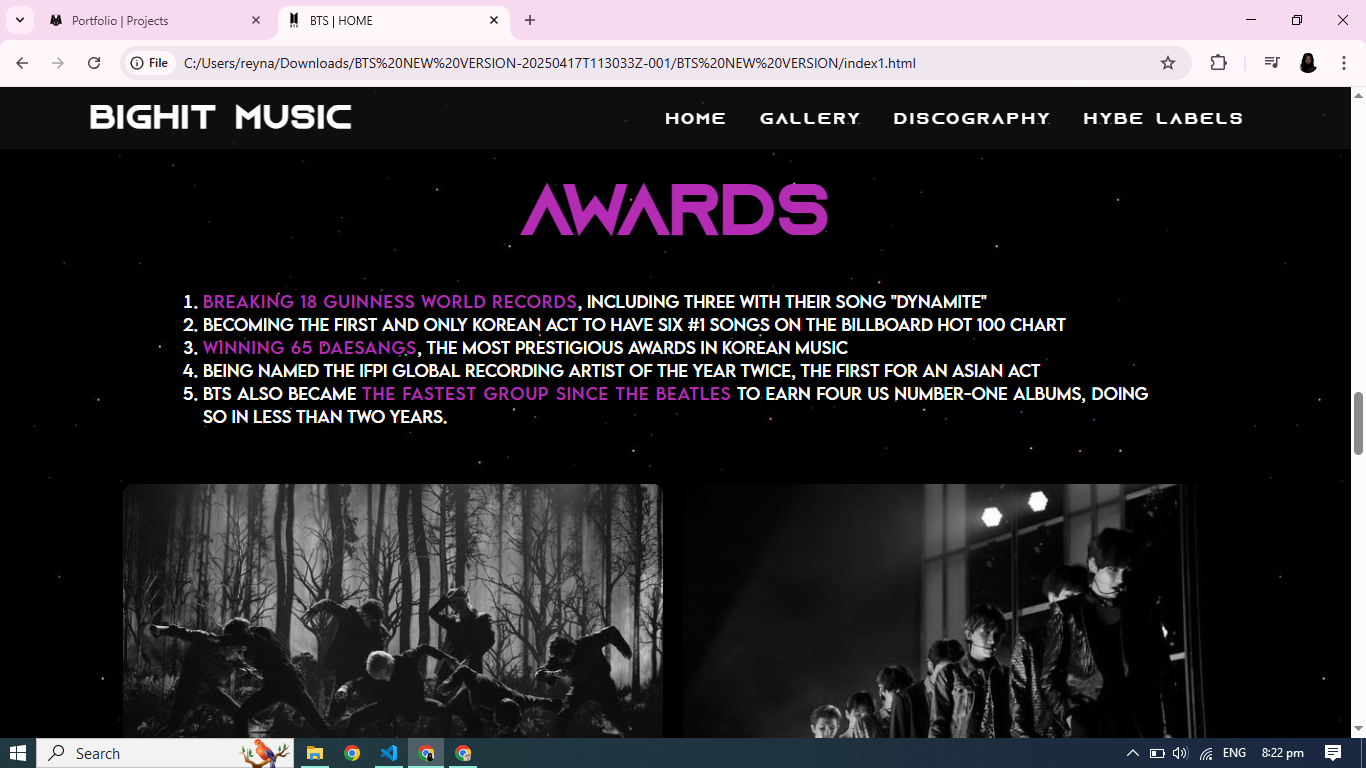 Portfolio | Projects
BTS | HOME
File
C:/Users/reyna/Downloads/BTS%20NEW%20VERSION-20250417T113033Z-001/BTS%20NEW%20VERSION/index1.html
BIGHIT MUSIC
HOME
GALLERY
DISCOGRAPHY
HYBE LABELS
AWARDS
1. BREAKING 18 GUINNESS WORLD RECORDS, INCLUDING THREE WITH THEIR SONG "DYNAMITE"
2. BECOMING THE FIRST AND ONLY KOREAN ACT TO HAVE SIX #1 SONGS ON THE BILLBOARD HOT 100 CHART
3. WINNING 65 DAESANGS, THE MOST PRESTIGIOUS AWARDS IN KOREAN MUSIC
4. BEING NAMED THE IFPI GLOBAL RECORDING ARTIST OF THE YEAR TWICE, THE FIRST FOR AN ASIAN ACT
5. BTS ALSO BECAME THE FASTEST GROUP SINCE THE BEATLES TO EARN FOUR US NUMBER-ONE ALBUMS, DOING
SO IN LESS THAN TWO YEARS.
Search
ENG
8:22 pm